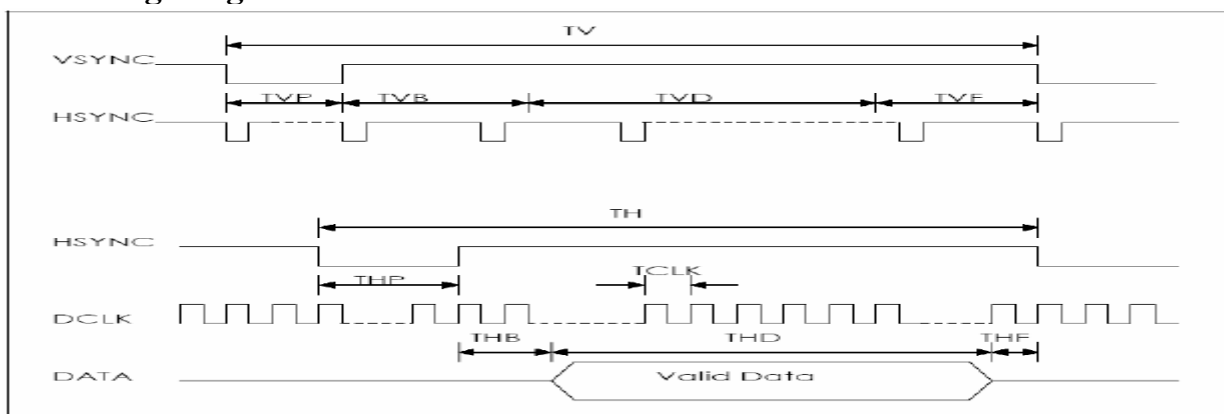 TV
VSYNC
TVP TVB TVD TVF
HSYNC
TH
HSYNC
THP TCLK
DCLK
THB THD THF
DATA Valid Data